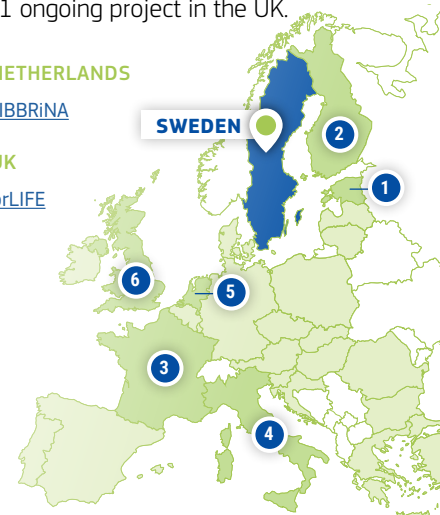 1 ongoing project in the UK.
NETHERLANDS
IBBRiNA
UK
orLIFE
SWEDEN
2
1
6
5
3
4